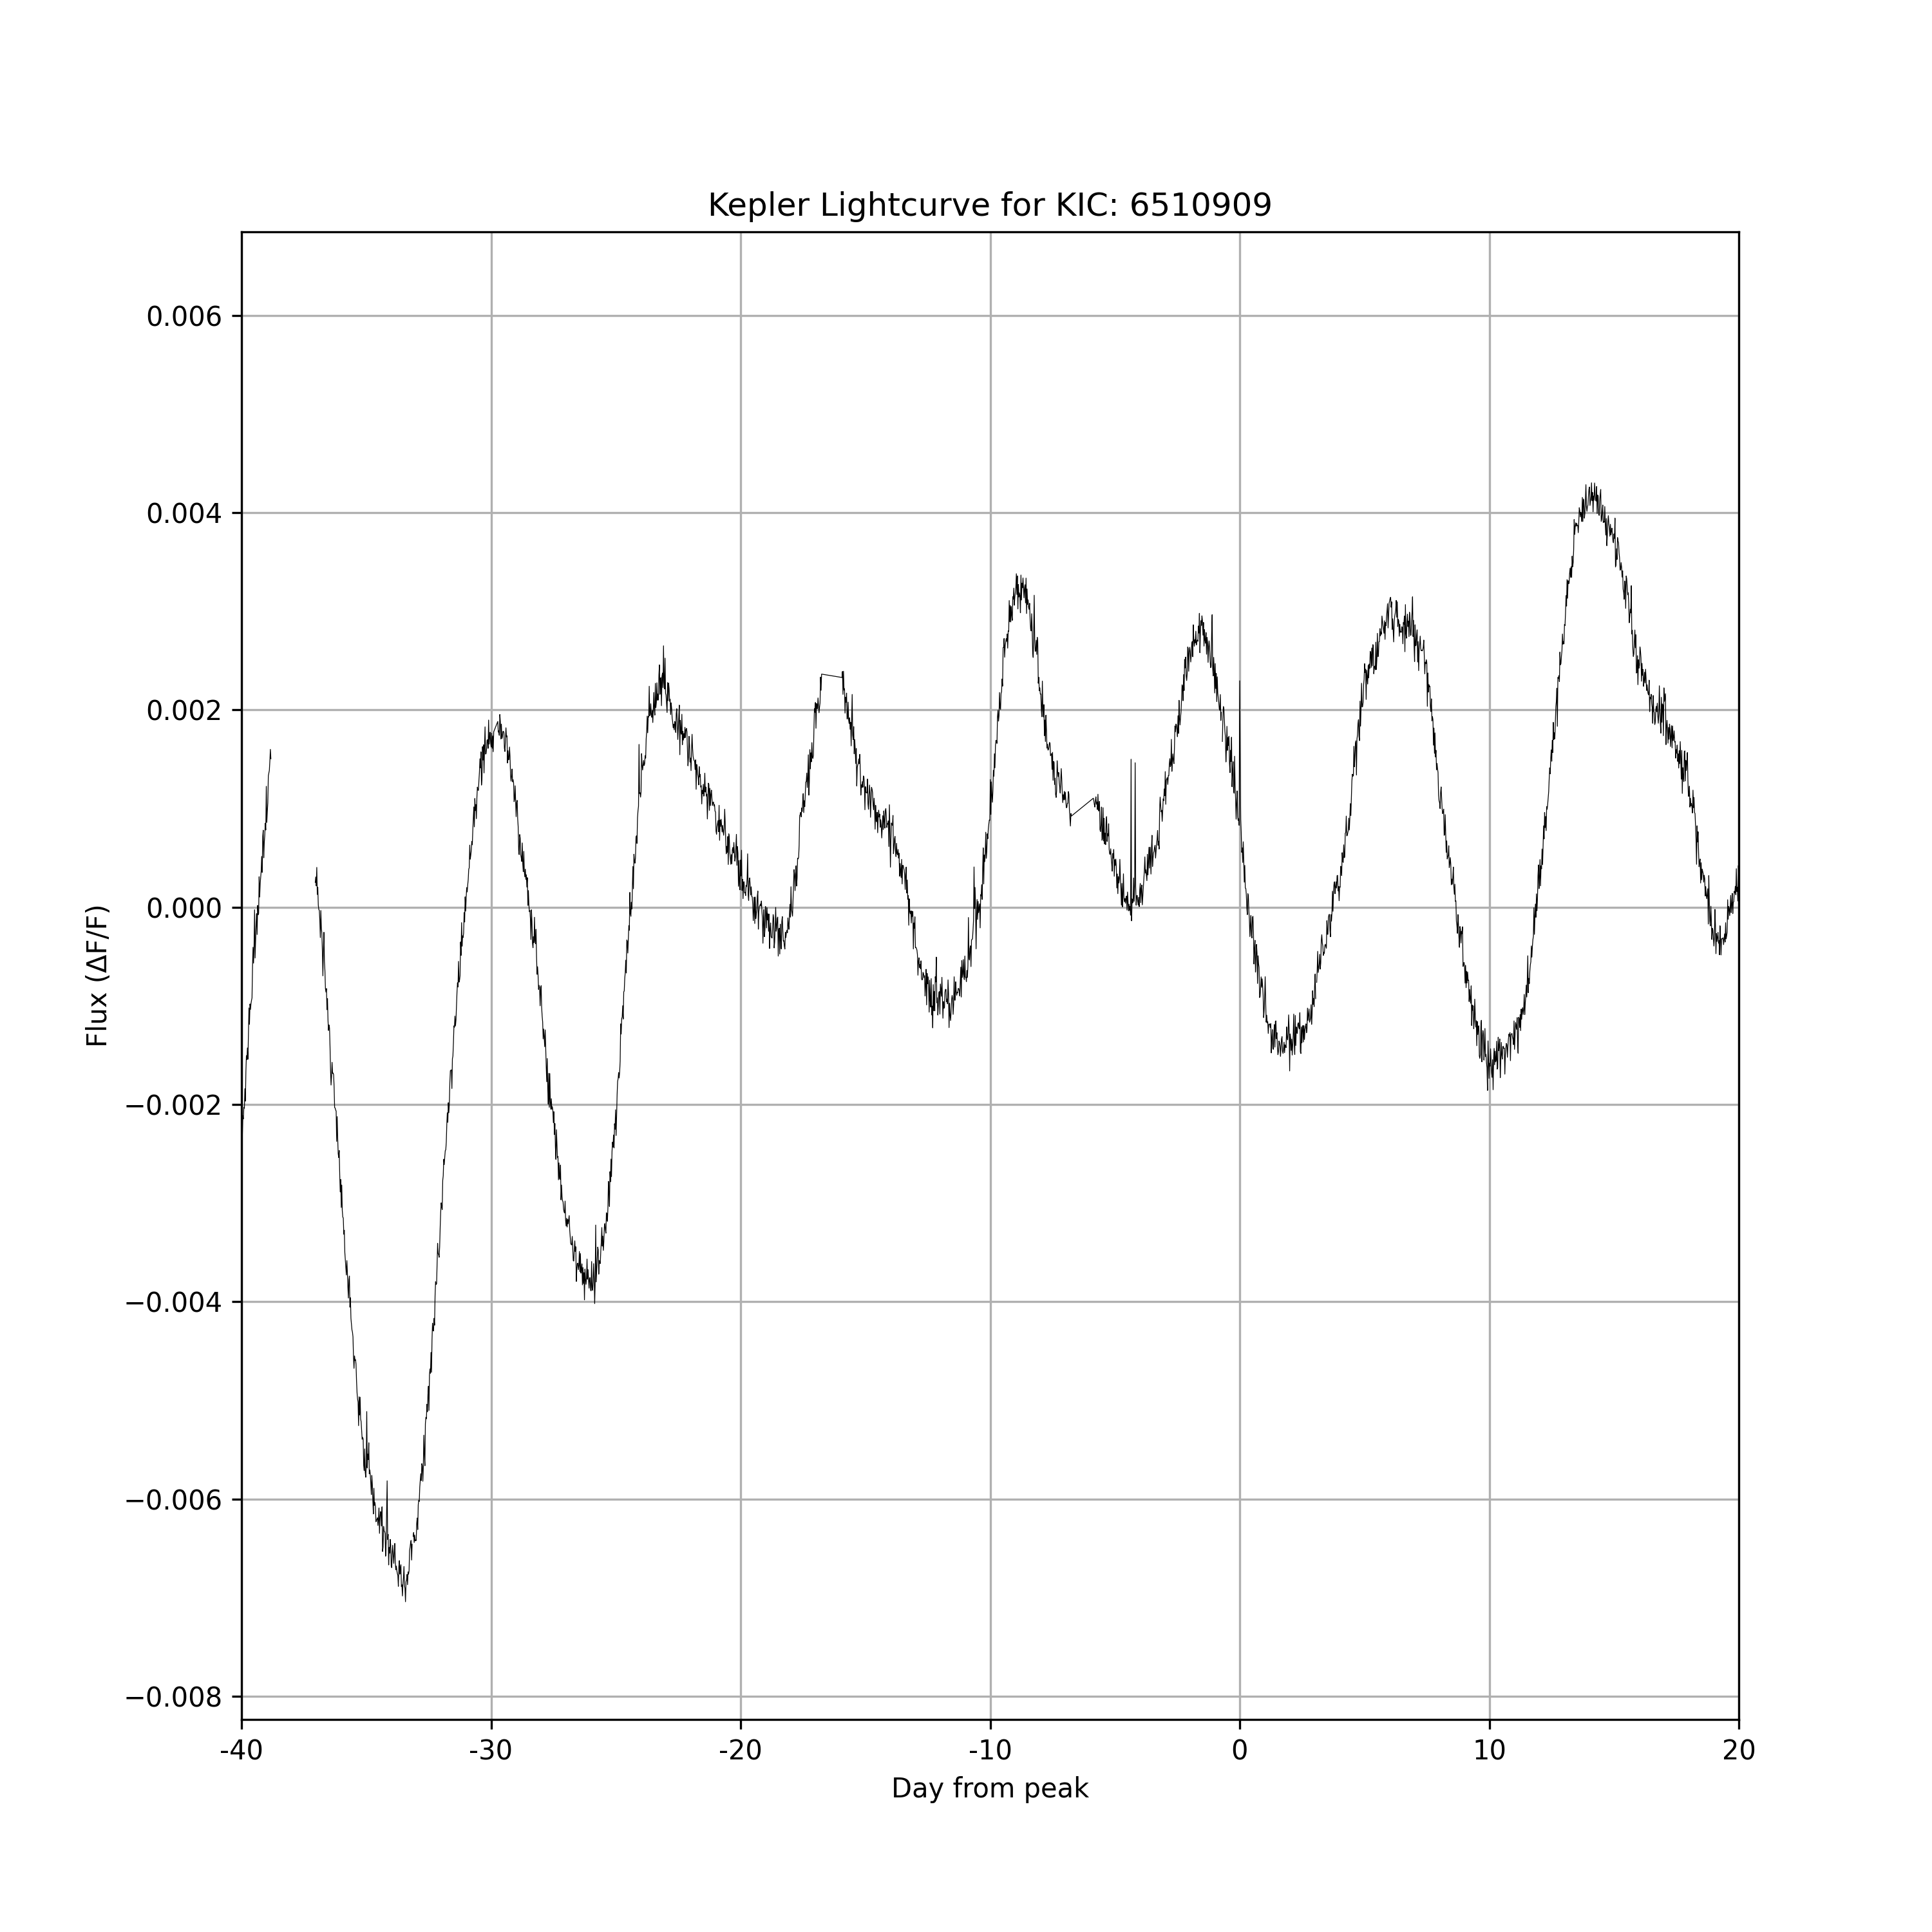 Kepler Lightcurve for KIC: 6510909
0.006
0.004
0.002
0.000
−0.002
−0.004
−0.006
−0.008
Flux (ΔF/F)
-40 -30 -20 -10 0 10 20
Day from peak